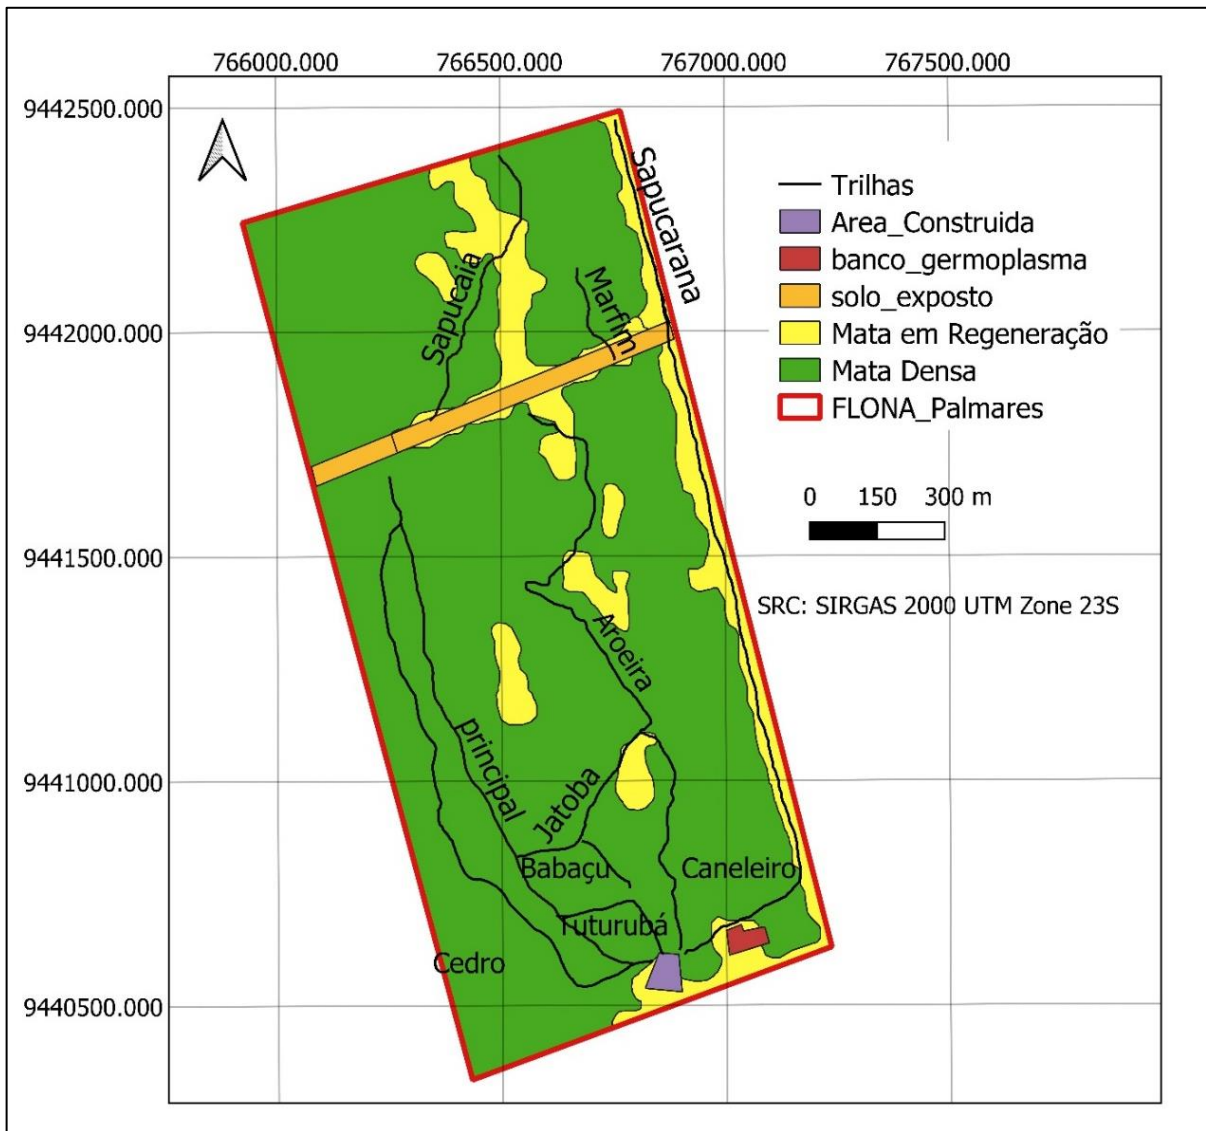 766000.000 766500.000 767000.000 767500.000
9442500.000
9442000.000
9441500.000
9441000.000
9440500.000
Sapucarana
Sapucaia
Marfim
Aroeira
principal
Jatoba
Babaçu
Caneleiro
Tuturubá
Cedro
Trilhas
Area_Construida
banco_germoplasma
solo_exposto
Mata em Regeneração
Mata Densa
FLONA_Palmares
0 150 300 m
SRC: SIRGAS 2000 UTM Zone 23S